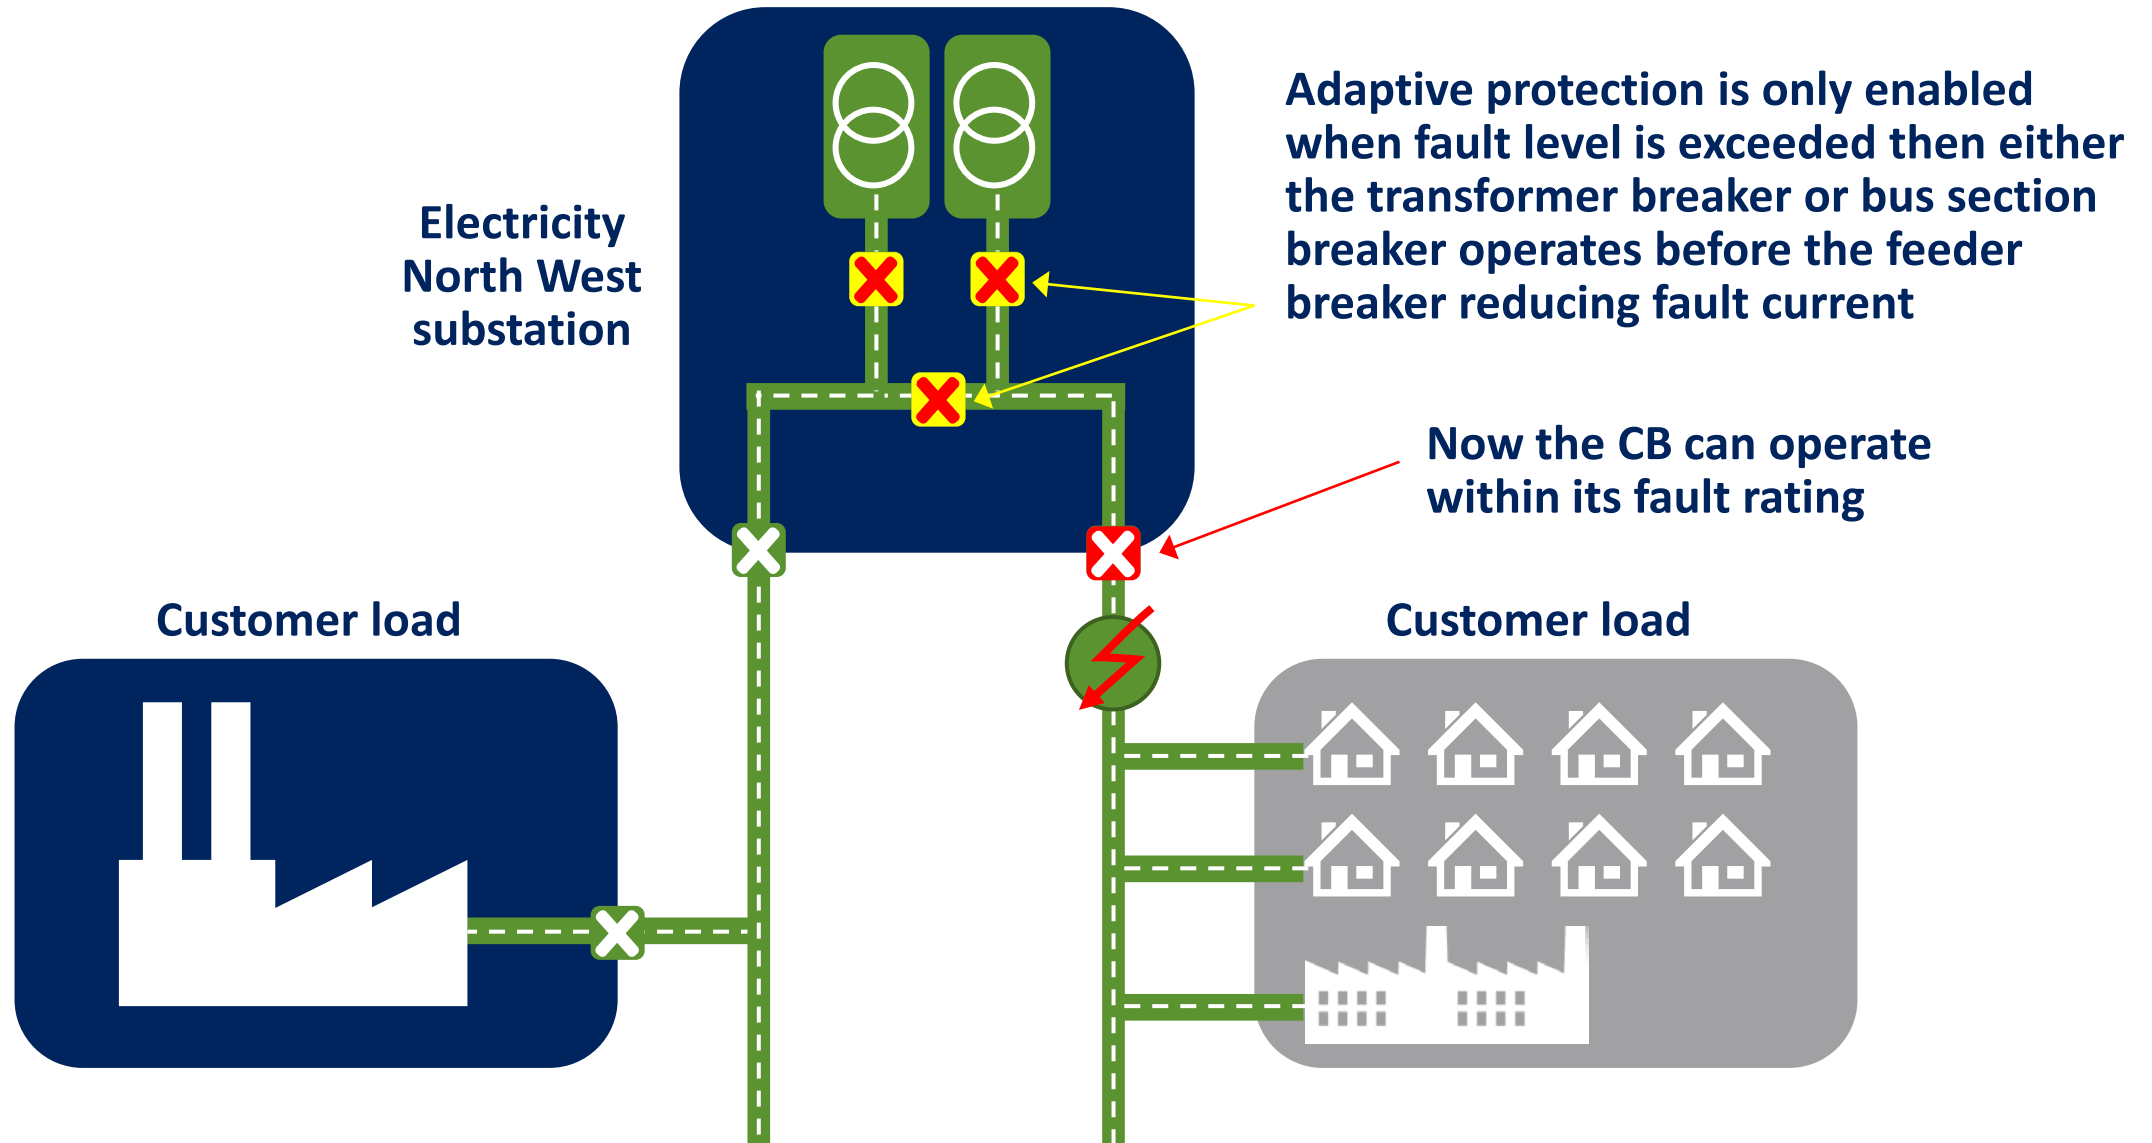 Adaptive protection is only enabled
when fault level is exceeded then either
the transformer breaker or bus section
breaker operates before the feeder
breaker reducing fault current
Electricity
North West
substation
Now the CB can operate
within its fault rating
Customer load
Customer load